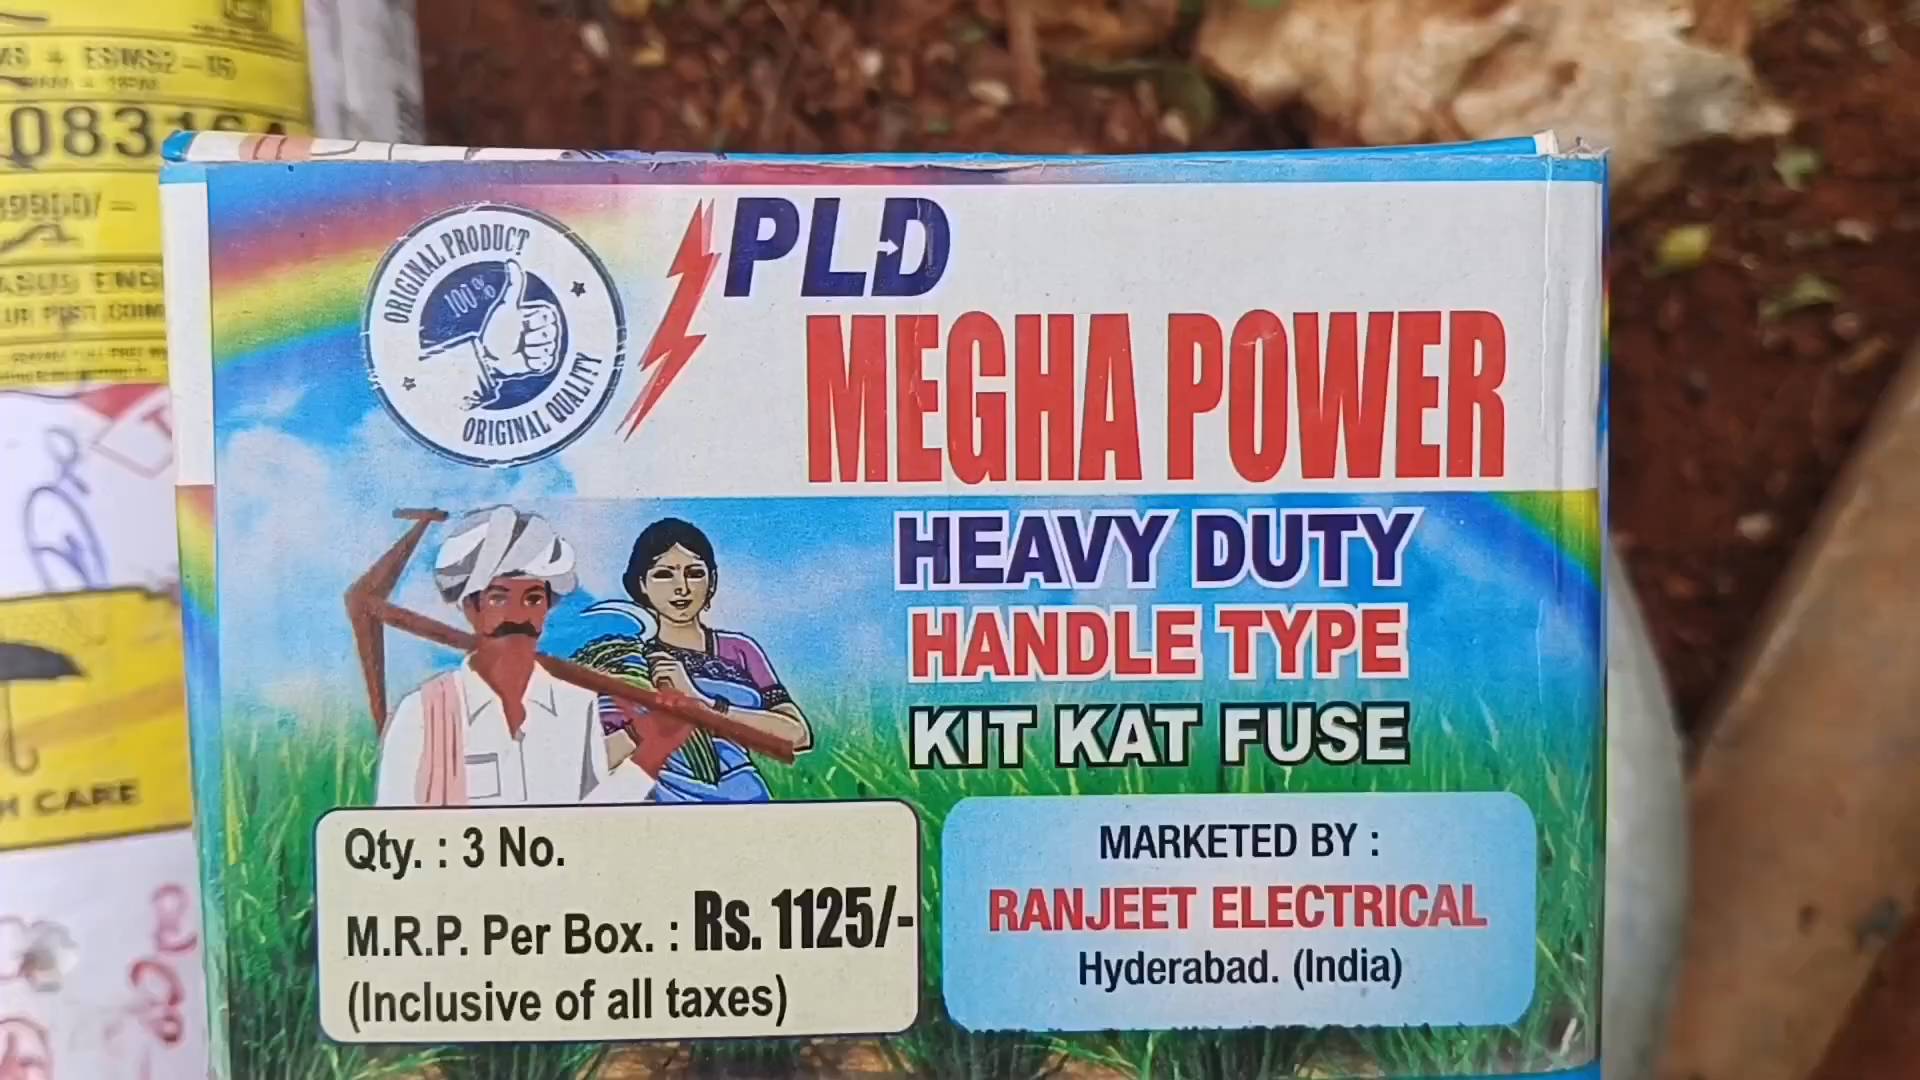 083164
ORIGINAL PRODUCT
100%
ORIGINAL QUALITY
PLD
MEGHA POWER
HEAVY DUTY
HANDLE TYPE
KIT KAT FUSE
Qty. : 3 No.
M.R.P. Per Box. : Rs. 1125/-
(Inclusive of all taxes)
MARKETED BY :
RANJEET ELECTRICAL
Hyderabad. (India)
CARE